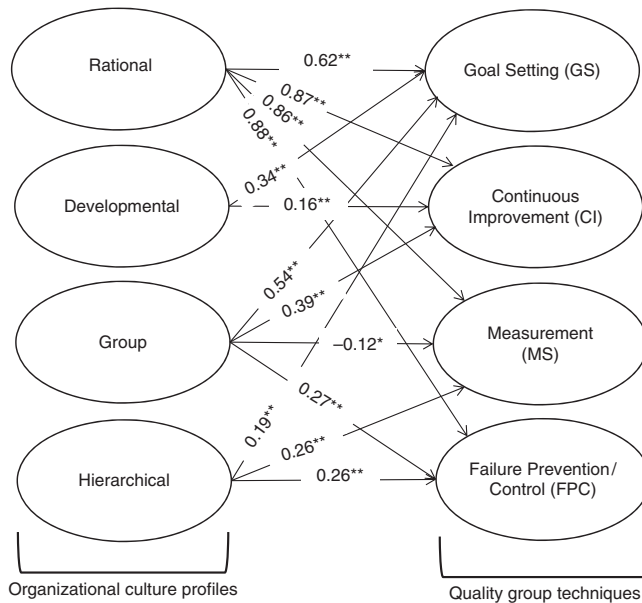 Rational
Developmental
Group
Hierarchical
0.62**
0.87**
0.86**
0.88**
0.34**
0.16**
0.54**
0.39**
–0.12*
0.27**
0.19**
0.26**
0.26**
Goal Setting (GS)
Continuous
Improvement (CI)
Measurement
(MS)
Failure Prevention/
Control (FPC)
Organizational culture profiles
Quality group techniques